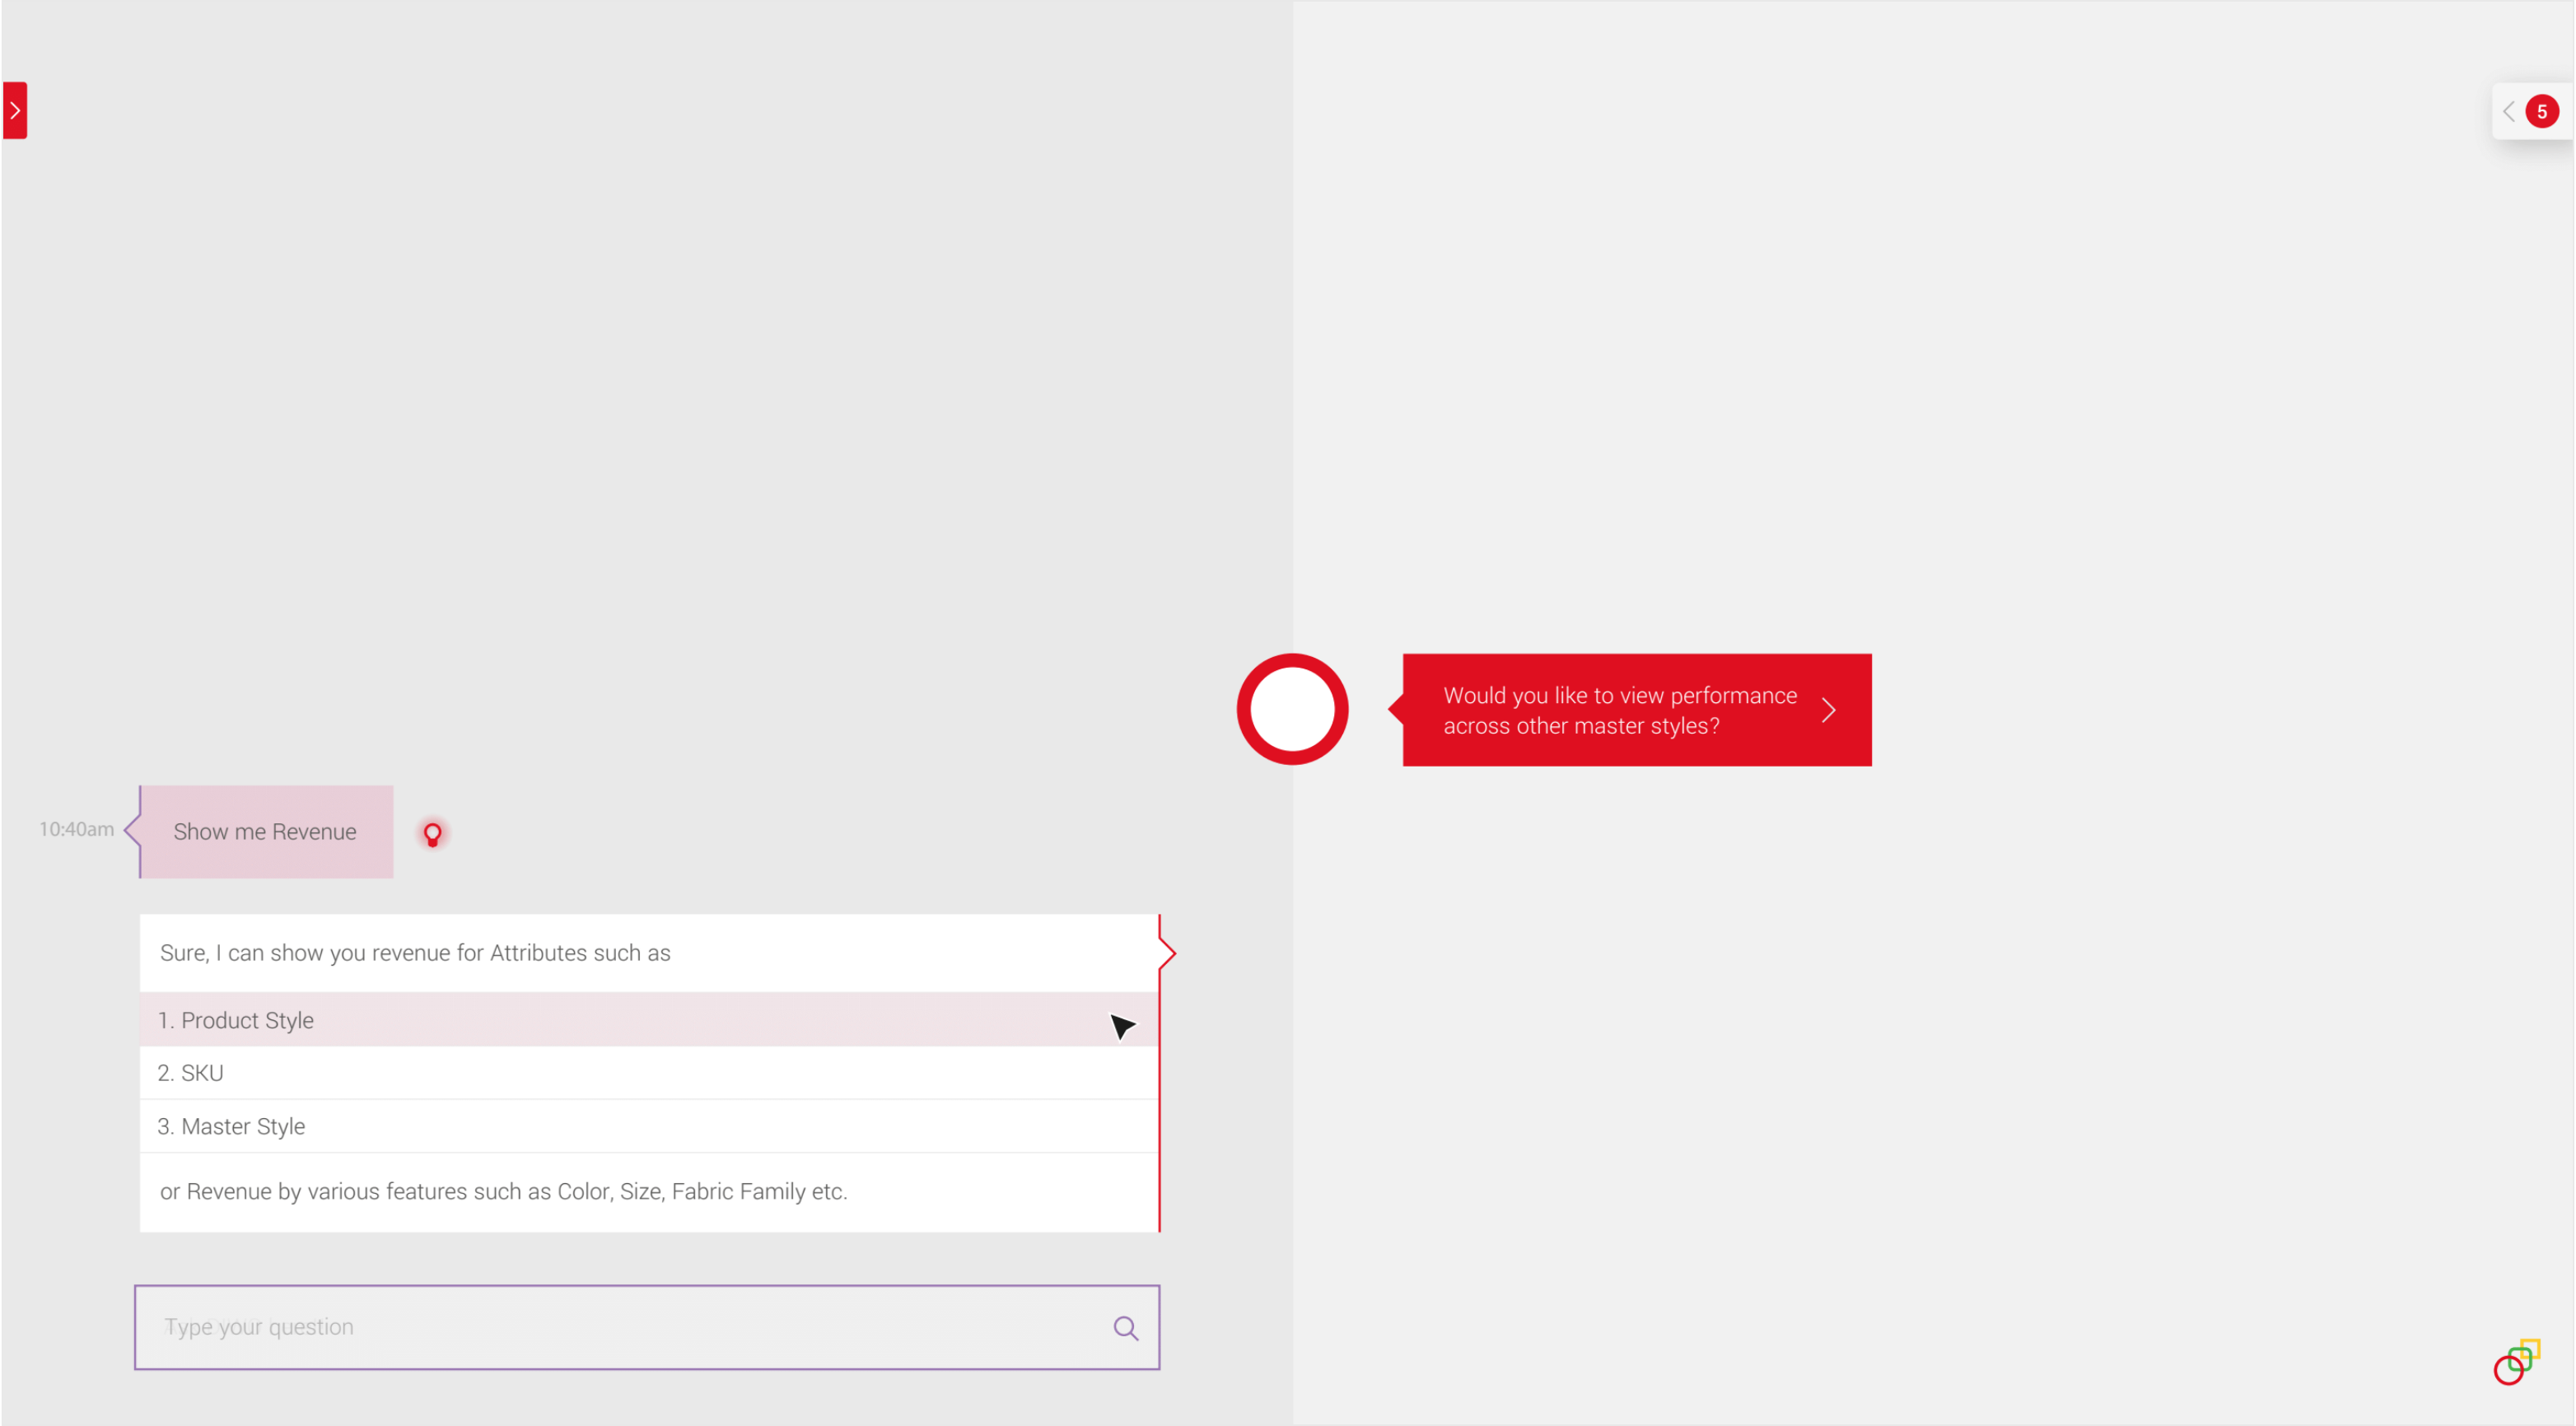 5
Would you like to view performance
across other master styles?
10:40am
Show me Revenue
Sure, I can show you revenue for Attributes such as
1. Product Style
2. SKU
3. Master Style
or Revenue by various features such as Color, Size, Fabric Family etc.
Type your question